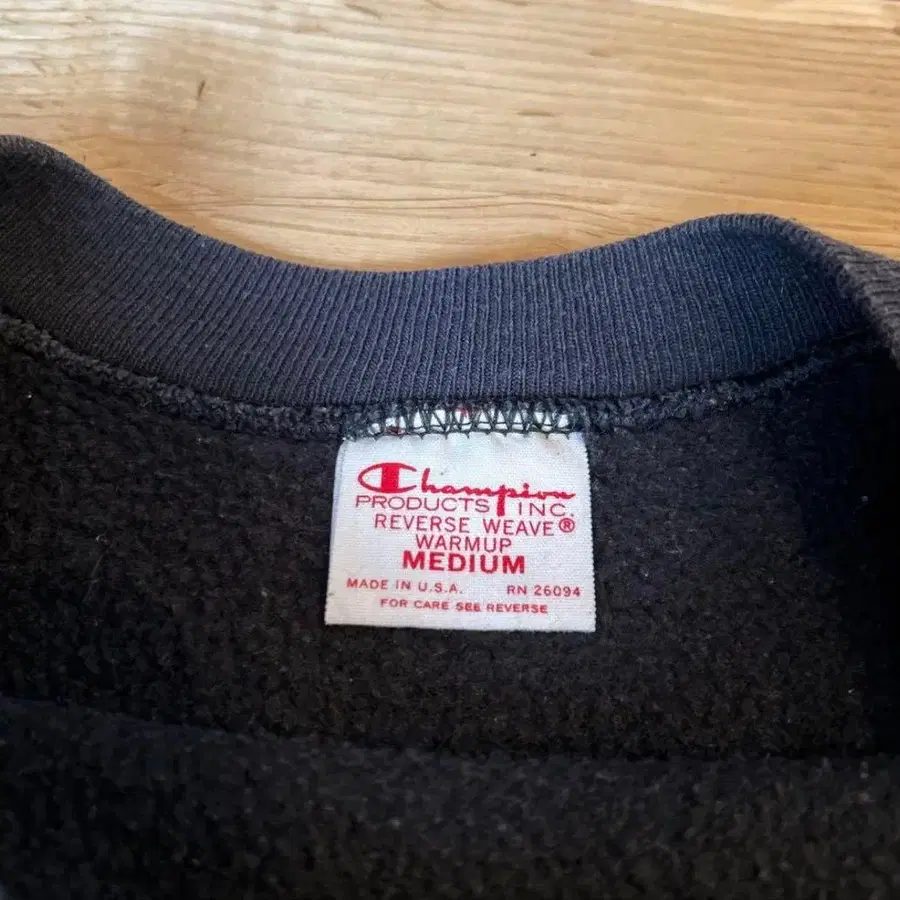 Champion
PRODUCTS INC.
REVERSE WEAVE®
WARMUP
MEDIUM
MADE IN U.S.A. RN 26094
FOR CARE SEE REVERSE